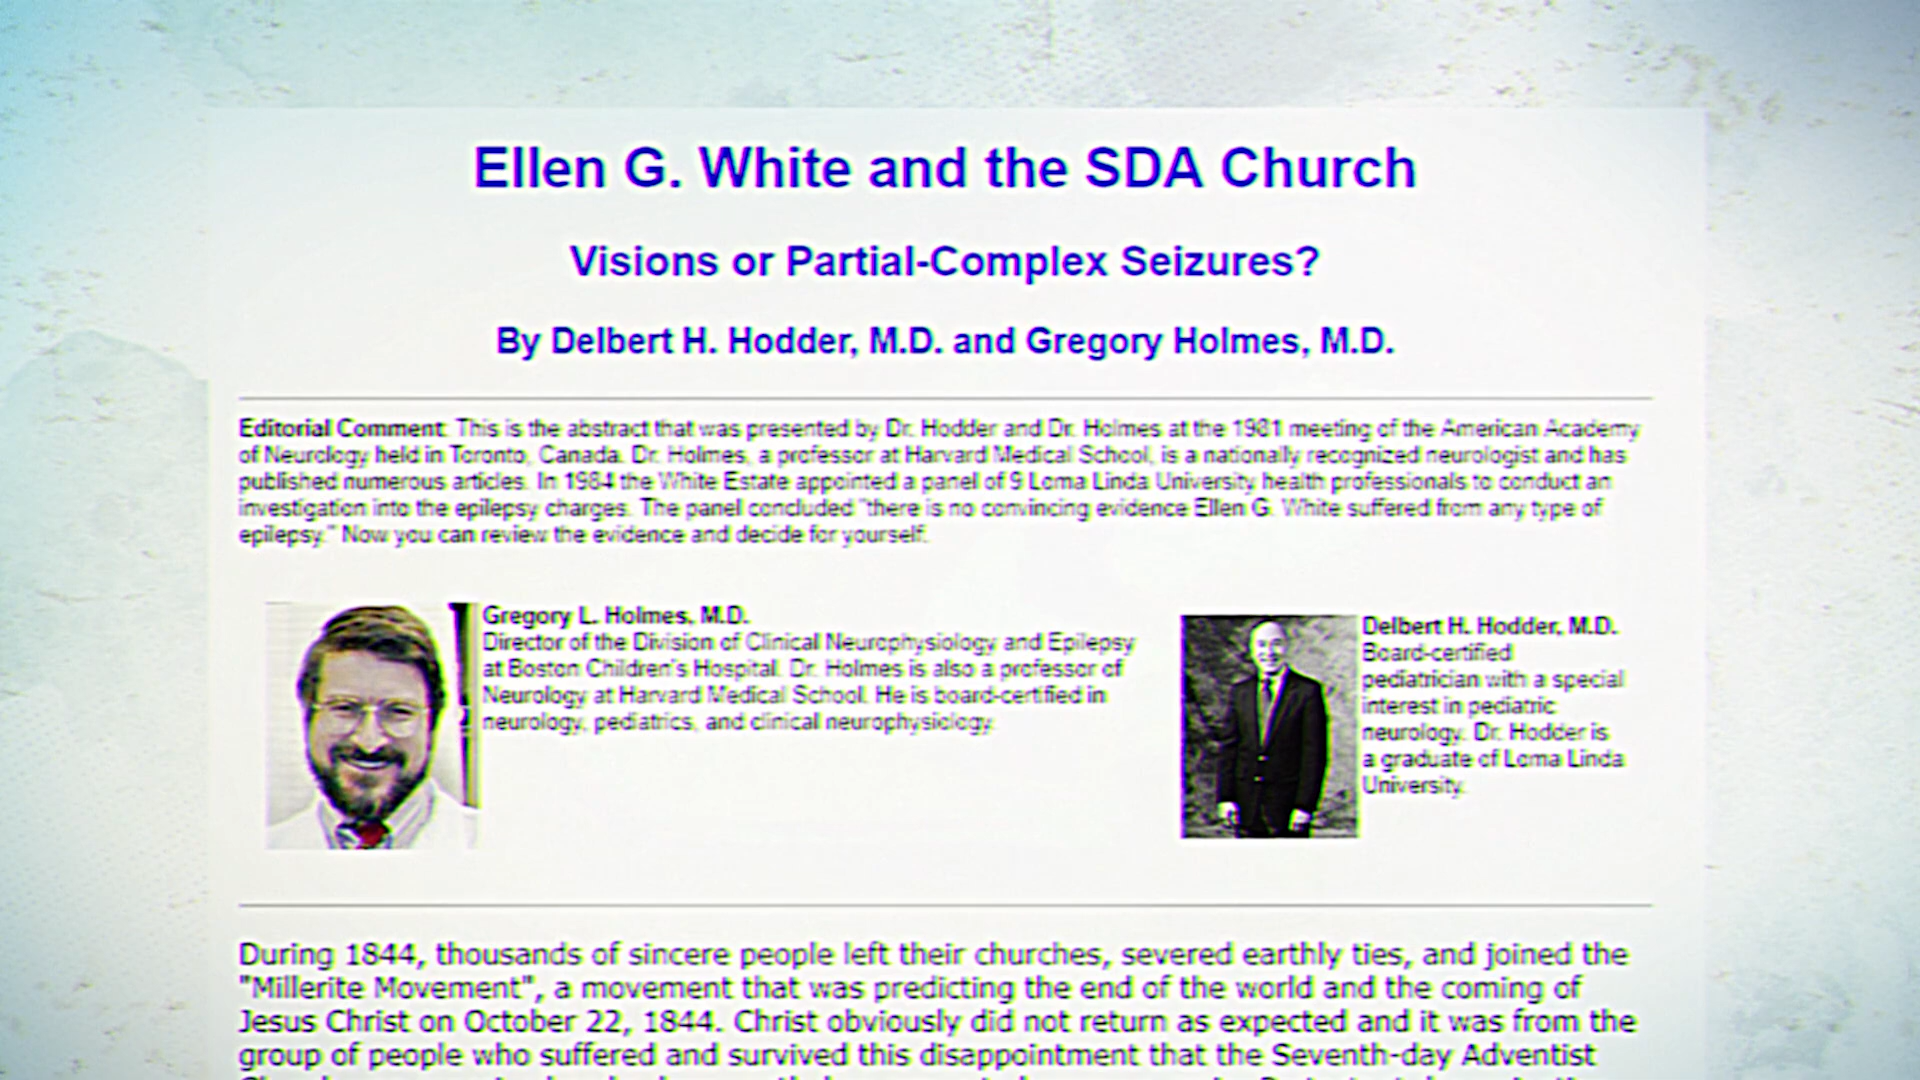 Ellen G. White and the SDA Church
Visions or Partial-Complex Seizures?
By Delbert H. Hodder, M.D. and Gregory Holmes, M.D.
Editorial Comment: This is the abstract that was presented by Dr. Hodder and Dr. Holmes at the 1981 meeting of the American Academy
of Neurology held in Toronto, Canada. Dr. Holmes, a professor at Harvard Medical School, is a nationally recognized neurologist and has
published numerous articles. In 1984 the White Estate appointed a panel of 9 Loma Linda University health professionals to conduct an
investigation into the epilepsy charges. The panel concluded "there is no convincing evidence Ellen G. White suffered from any type of
epilepsy." Now you can review the evidence and decide for yourself.
Gregory L. Holmes, M.D.
Director of the Division of Clinical Neurophysiology and Epilepsy
at Boston Children's Hospital. Dr. Holmes is also a professor of
Neurology at Harvard Medical School. He is board-certified in
neurology, pediatrics, and clinical neurophysiology.
Delbert H. Hodder, M.D.
Board-certified
pediatrician with a special
interest in pediatric
neurology. Dr. Hodder is
a graduate of Loma Linda
University.
During 1844, thousands of sincere people left their churches, severed earthly ties, and joined the
"Millerite Movement", a movement that was predicting the end of the world and the coming of
Jesus Christ on October 22, 1844. Christ obviously did not return as expected and it was from the
group of people who suffered and survived this disappointment that the Seventh-day Adventist